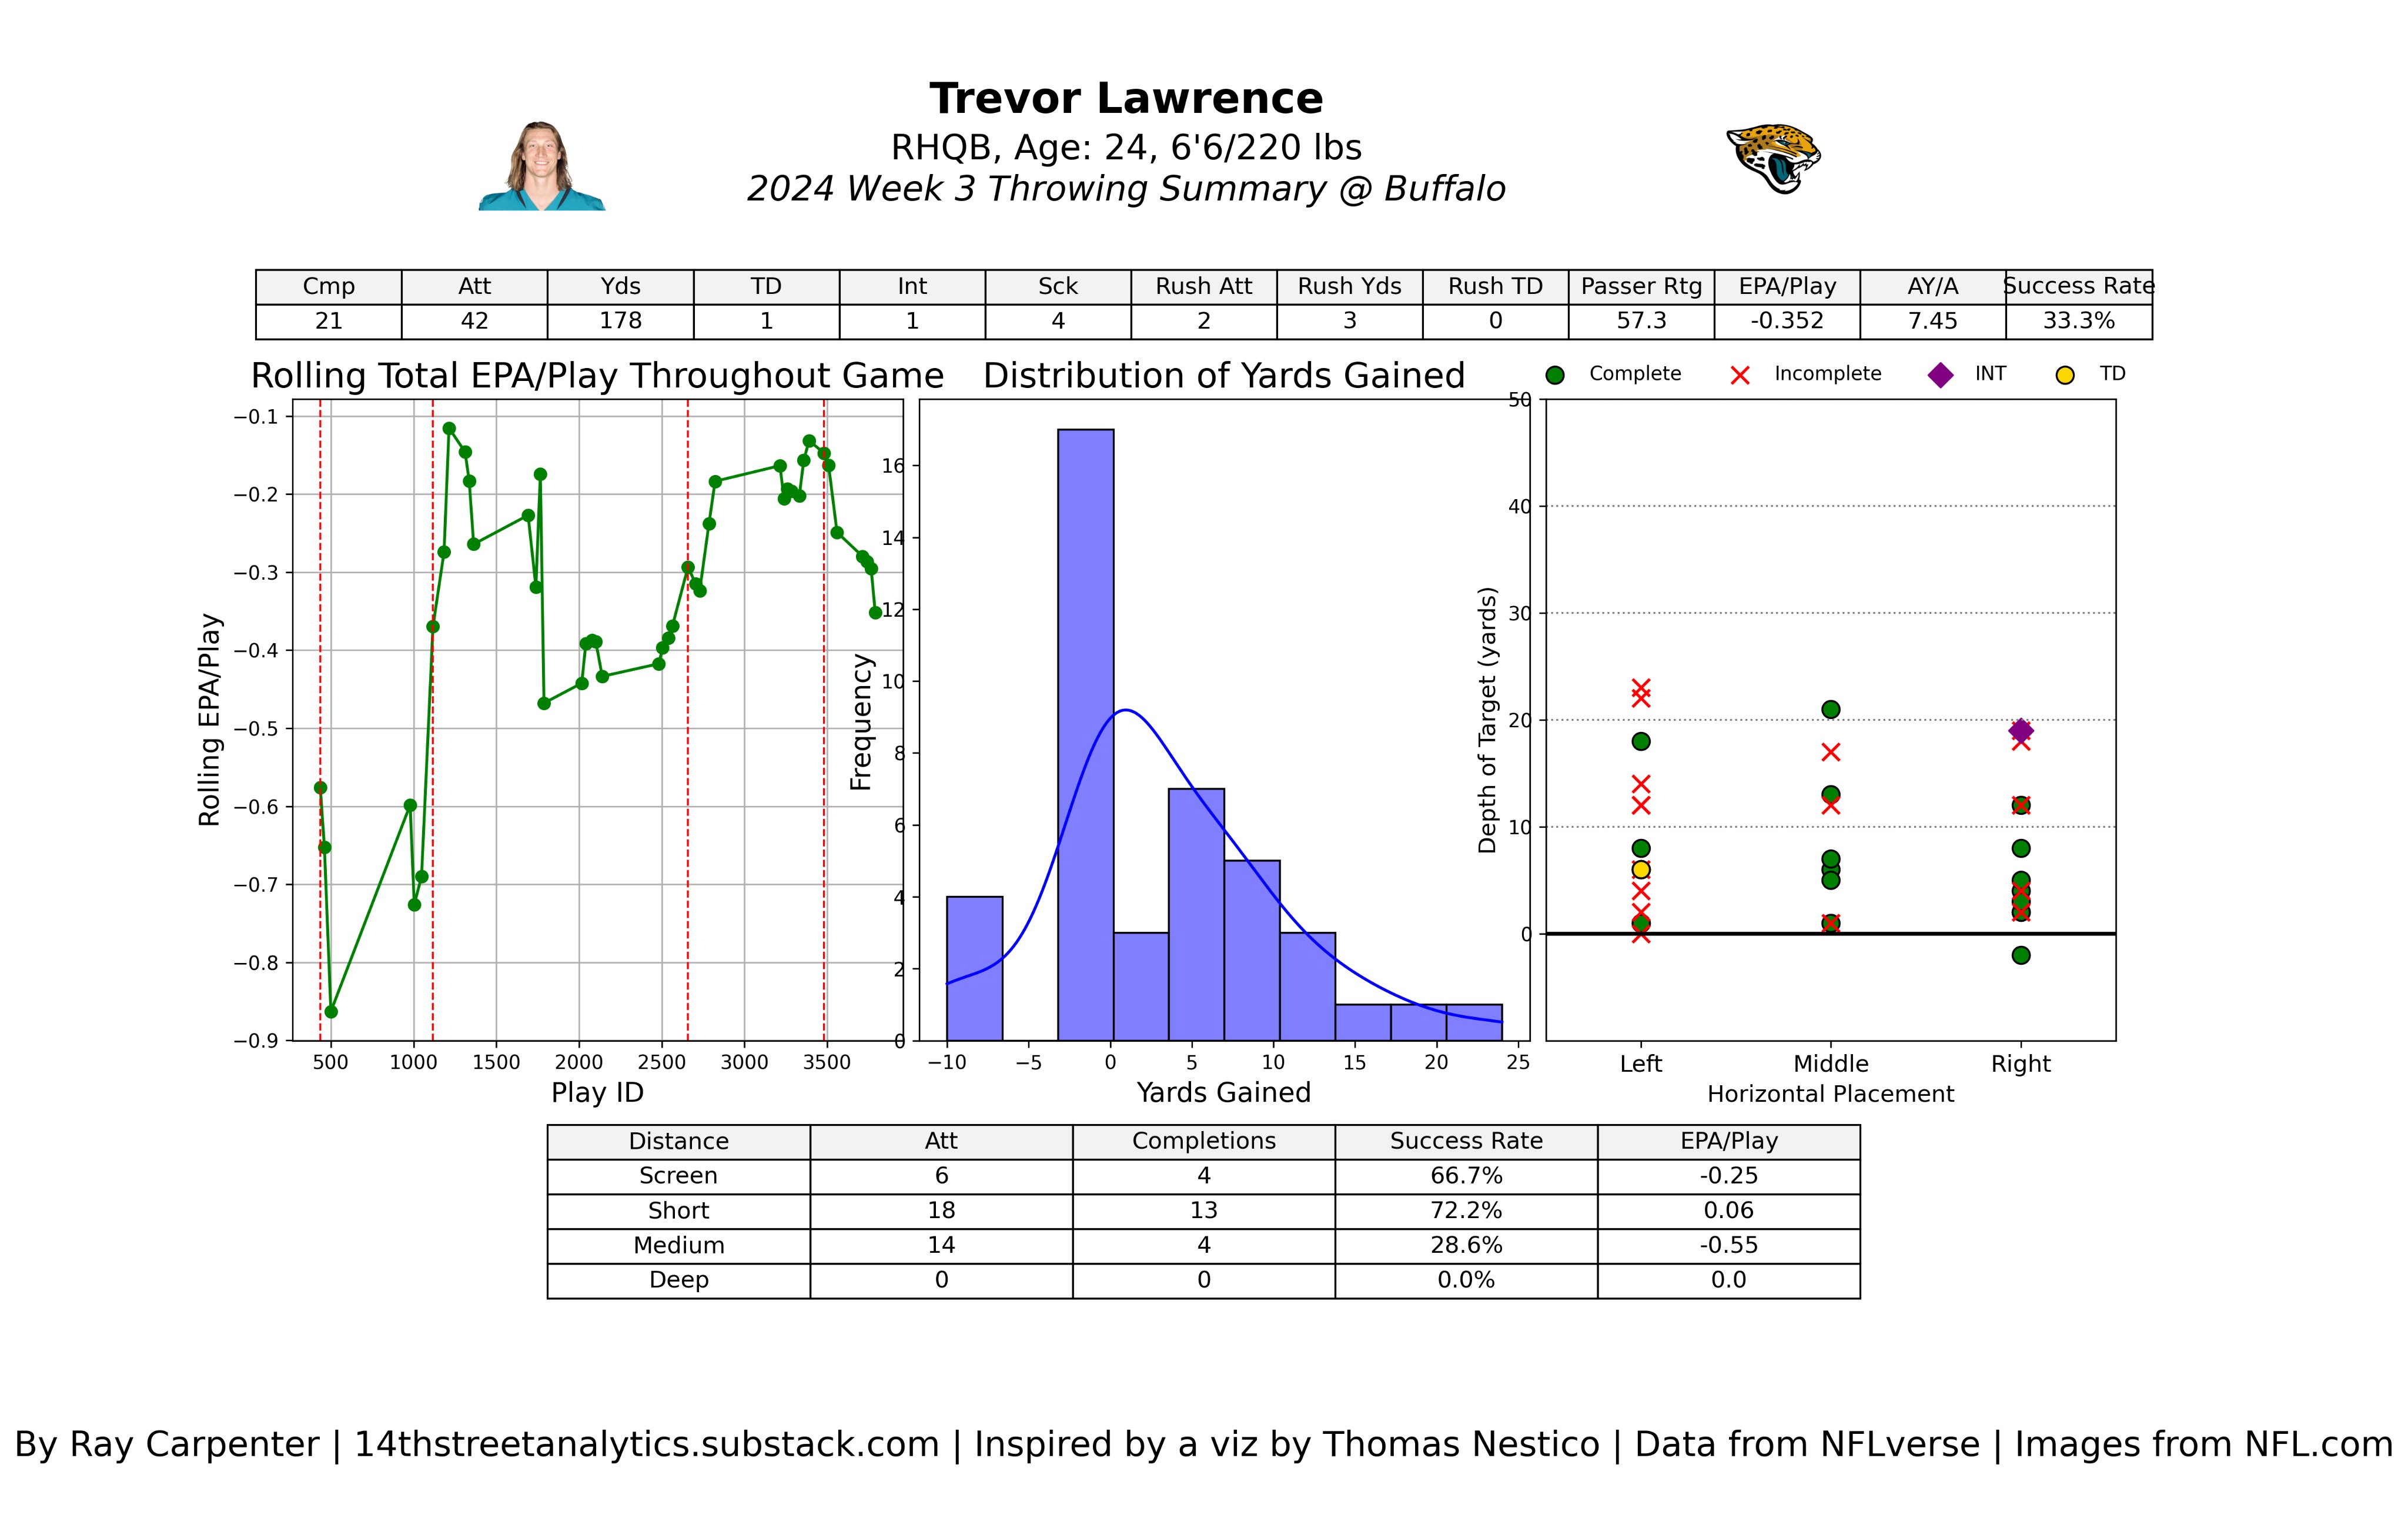 Trevor Lawrence
RHQB, Age: 24, 6'6/220 lbs
2024 Week 3 Throwing Summary @ Buffalo
Cmp Att Yds TD Int Sck Rush Att Rush Yds Rush TD Passer Rtg EPA/Play AY/A Success Rate
21 42 178 1 1 4 2 3 0 57.3 -0.352 7.45 33.3%
Rolling Total EPA/Play Throughout Game
−0.1
−0.2
−0.3
−0.4
−0.5
−0.6
−0.7
−0.8
−0.9
Rolling EPA/Play
500 1000 1500 2000 2500 3000 3500
Play ID
Distribution of Yards Gained
16
14
12
10
8
6
4
2
0
Frequency
−10 −5 0 5 10 15 20 25
Yards Gained
Complete Incomplete INT TD
50
40
30
20
10
0
Depth of Target (yards)
Left Middle Right
Horizontal Placement
Distance Att Completions Success Rate EPA/Play
Screen 6 4 66.7% -0.25
Short 18 13 72.2% 0.06
Medium 14 4 28.6% -0.55
Deep 0 0 0.0% 0.0
By Ray Carpenter | 14thstreetanalytics.substack.com | Inspired by a viz by Thomas Nestico | Data from NFLverse | Images from NFL.com